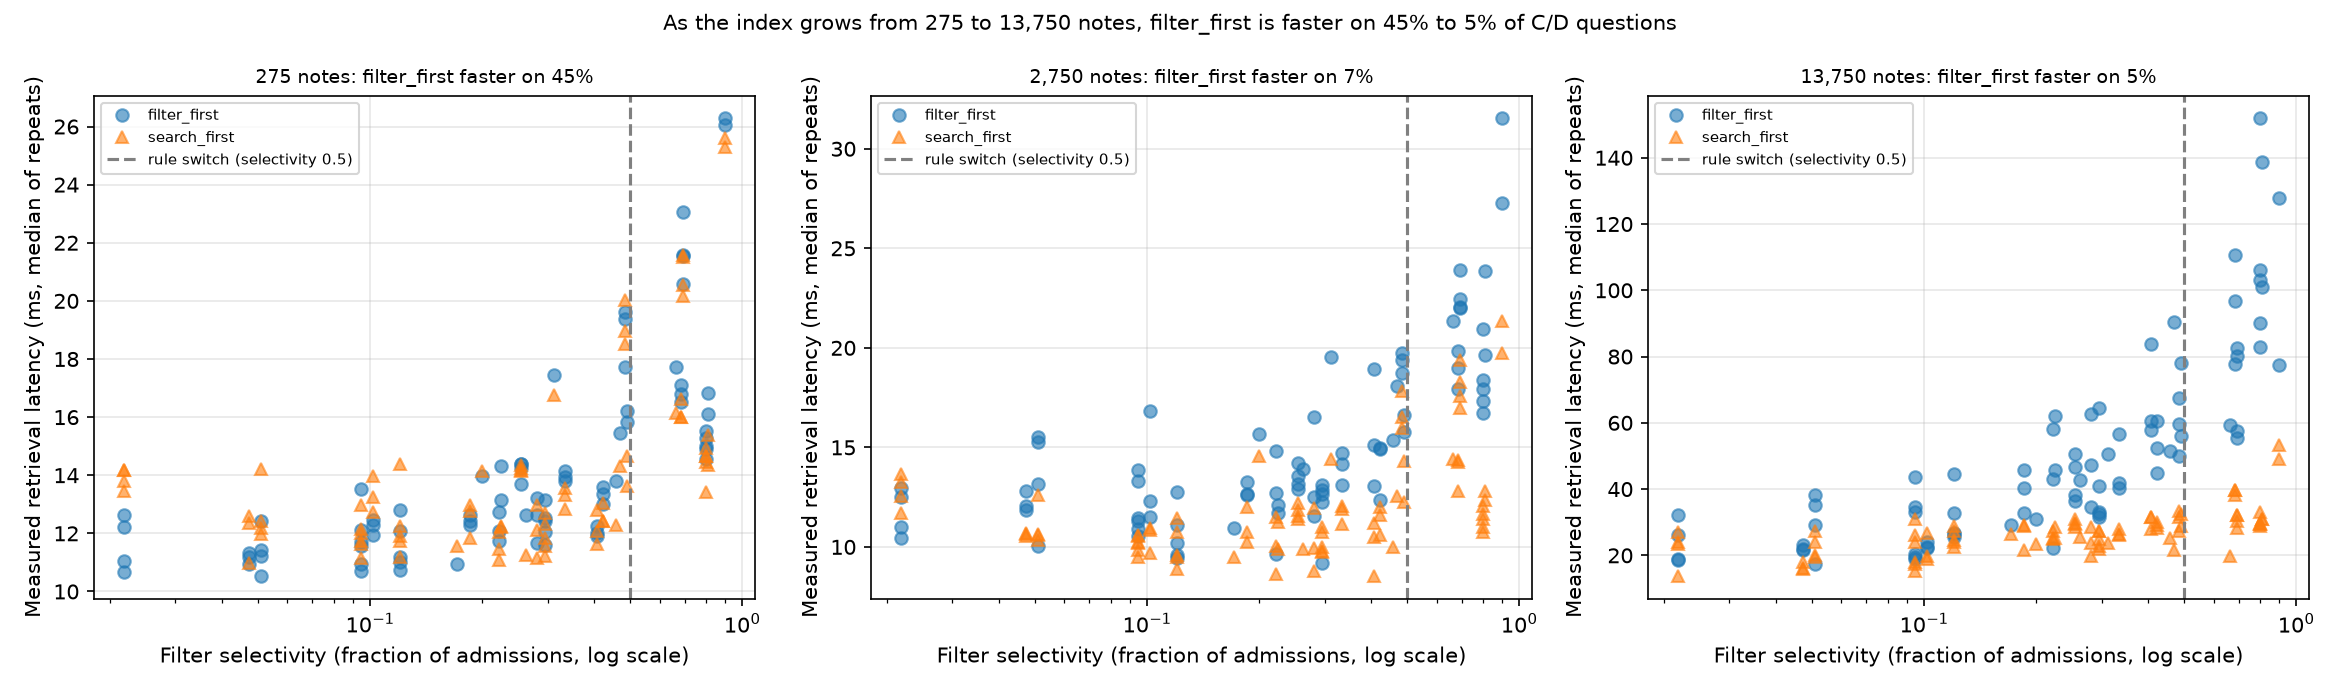 As the index grows from 275 to 13,750 notes, filter_first is faster on 45% to 5% of C/D questions
275 notes: filter_first faster on 45%
filter_first
search_first
rule switch (selectivity 0.5)
Measured retrieval latency (ms, median of repeats)
26
24
22
20
18
16
14
12
10
10⁻¹
10⁰
Filter selectivity (fraction of admissions, log scale)
2,750 notes: filter_first faster on 7%
filter_first
search_first
rule switch (selectivity 0.5)
Measured retrieval latency (ms, median of repeats)
30
25
20
15
10
10⁻¹
10⁰
Filter selectivity (fraction of admissions, log scale)
13,750 notes: filter_first faster on 5%
filter_first
search_first
rule switch (selectivity 0.5)
Measured retrieval latency (ms, median of repeats)
140
120
100
80
60
40
20
10⁻¹
10⁰
Filter selectivity (fraction of admissions, log scale)